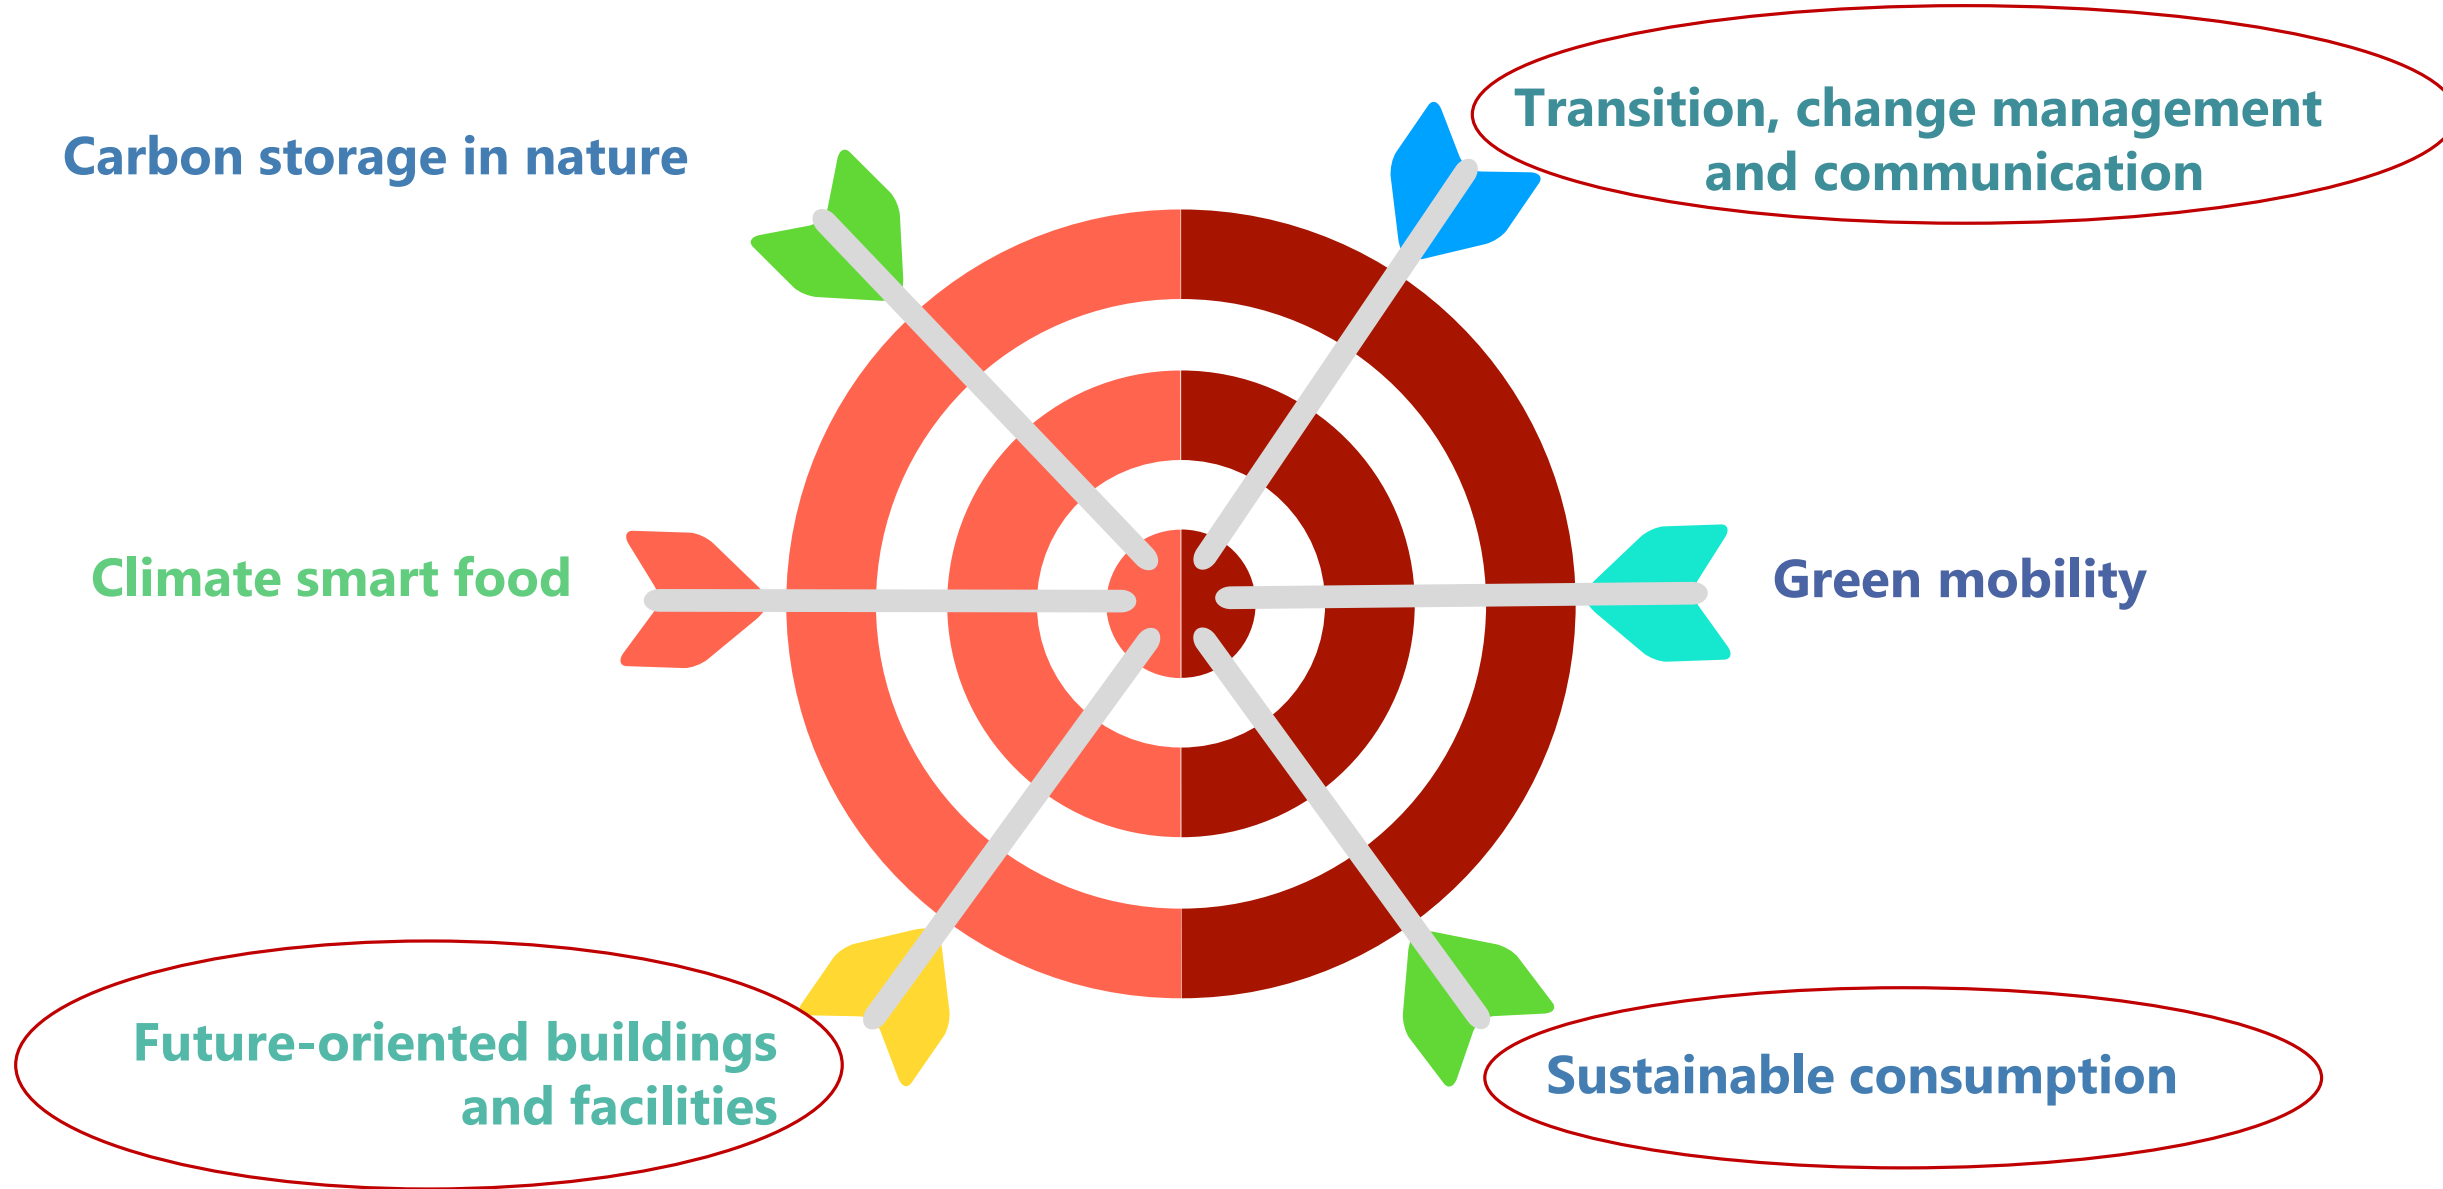 Carbon storage in nature
Transition, change management
and communication
Climate smart food
Green mobility
Future-oriented buildings
and facilities
Sustainable consumption